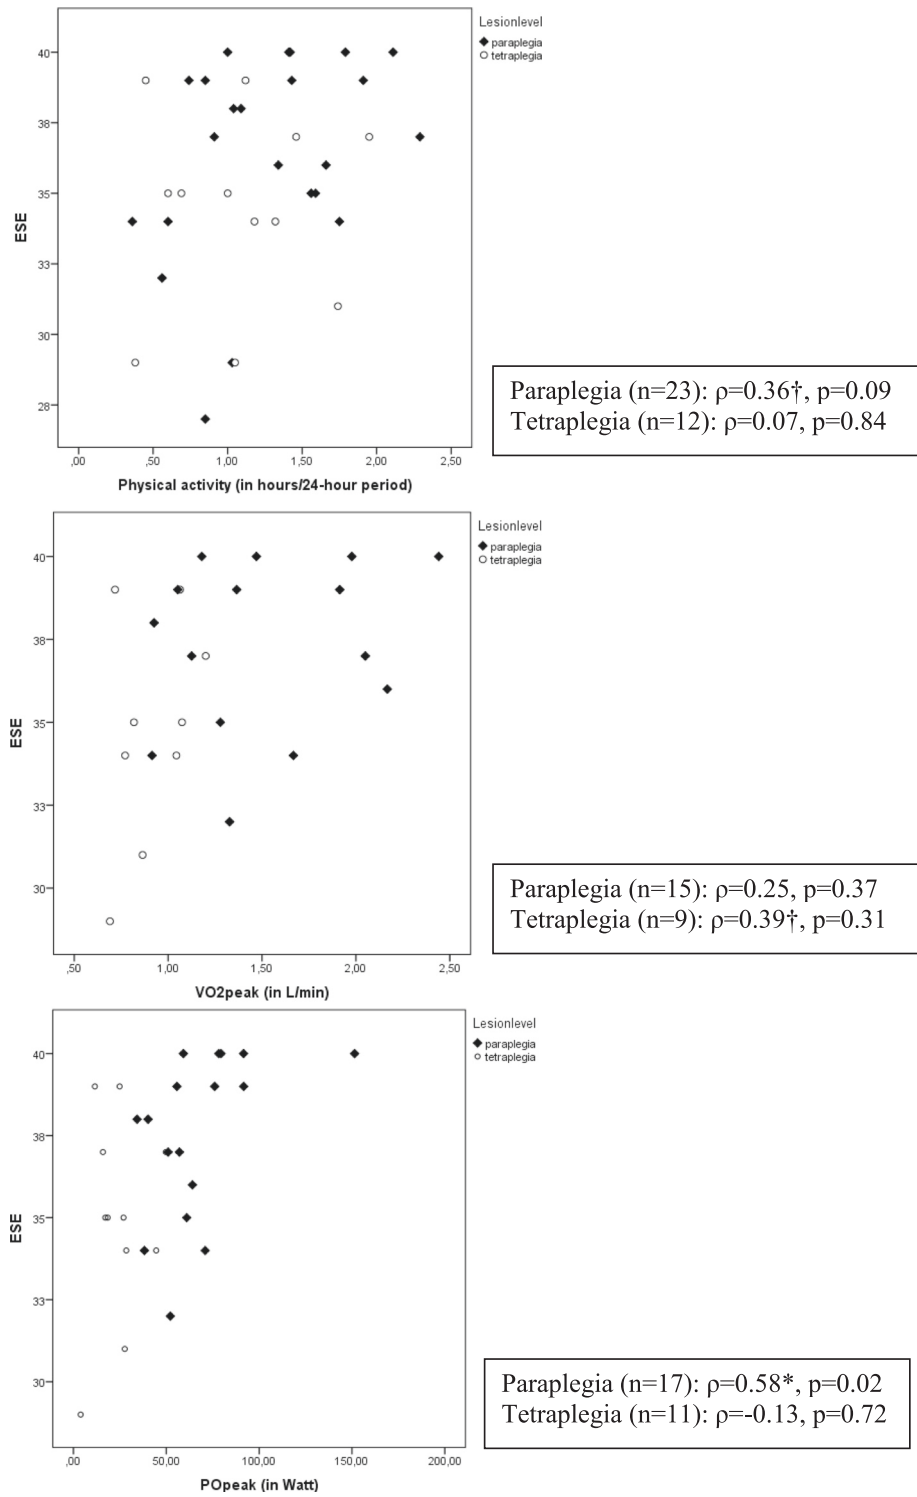 Lesionlevel
paraplegia
tetraplegia
40
38
35
33
30
28
ESE
,00 ,50 1,00 1,50 2,00 2,50
Physical activity (in hours/24-hour period)
Paraplegia (n=23): ρ=0.36†, p=0.09
Tetraplegia (n=12): ρ=0.07, p=0.84
Lesionlevel
paraplegia
tetraplegia
40
38
35
33
30
ESE
,50 1,00 1,50 2,00 2,50
VO2peak (in L/min)
Paraplegia (n=15): ρ=0.25, p=0.37
Tetraplegia (n=9): ρ=0.39†, p=0.31
Lesionlevel
paraplegia
tetraplegia
40
38
35
33
30
ESE
,00 50,00 100,00 150,00 200,00
POpeak (in Watt)
Paraplegia (n=17): ρ=0.58*, p=0.02
Tetraplegia (n=11): ρ=-0.13, p=0.72